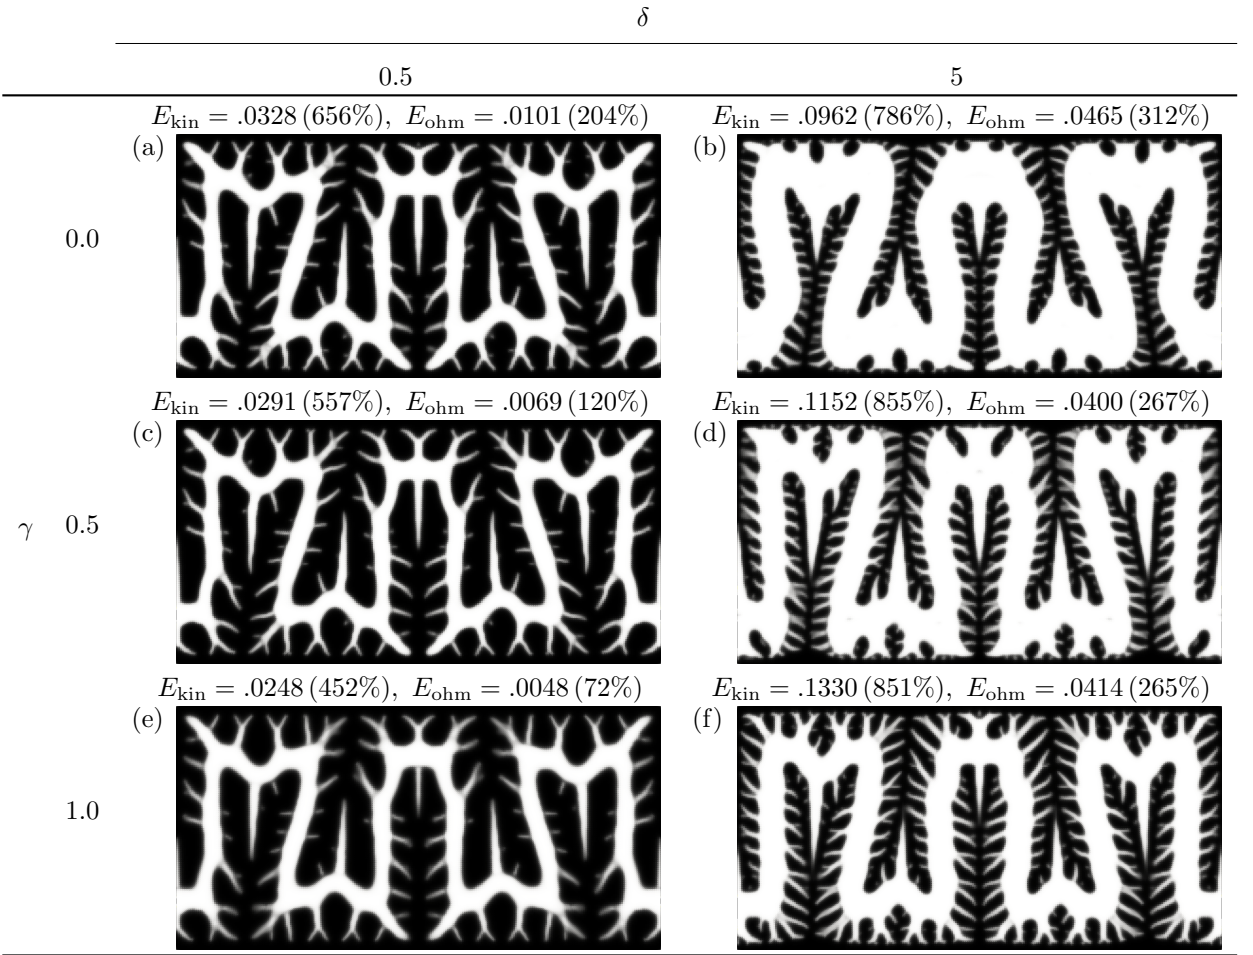 δ
0.5 5
E_kin = .0328 (656%), E_ohm = .0101 (204%) E_kin = .0962 (786%), E_ohm = .0465 (312%)
(a) (b)
0.0
E_kin = .0291 (557%), E_ohm = .0069 (120%) E_kin = .1152 (855%), E_ohm = .0400 (267%)
(c) (d)
γ 0.5
E_kin = .0248 (452%), E_ohm = .0048 (72%) E_kin = .1330 (851%), E_ohm = .0414 (265%)
(e) (f)
1.0